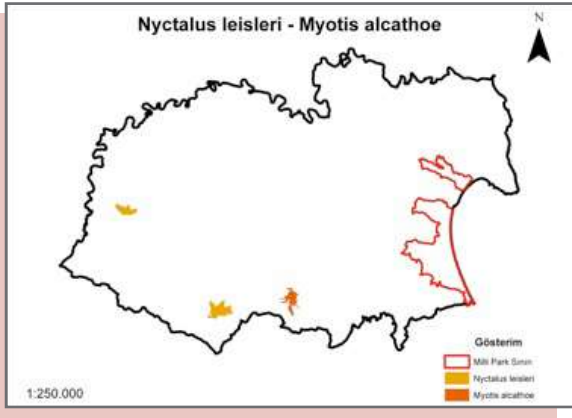 Nyctalus leisleri - Myotis alcathoe
N
Gösterim
Milli Park Sınırı
Nyctalus leisleri
Myotis alcathoe
1:250.000